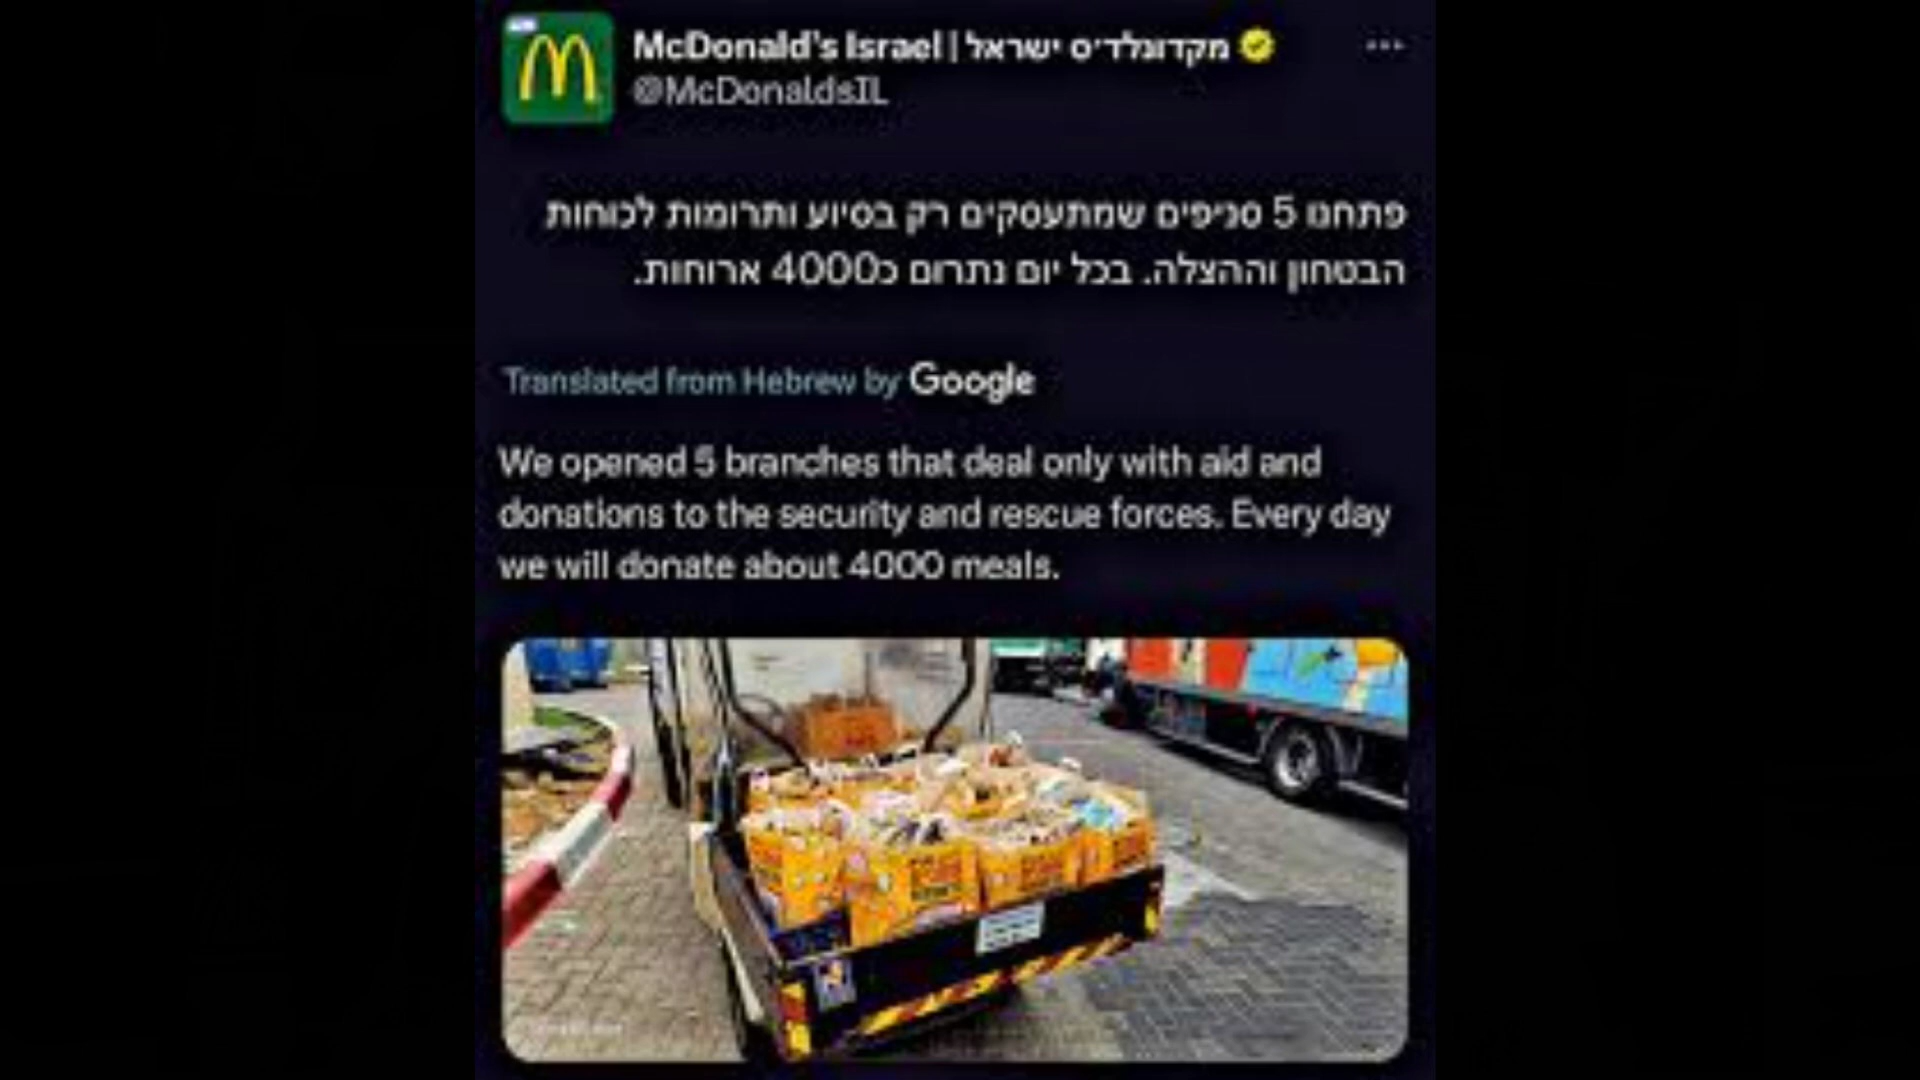 McDonald's Israel | מקדונלד׳ס ישראל
@McDonaldsIL
פתחנו 5 סניפים שמתעסקים רק בסיוע ותרומות לכוחות
הבטחון וההצלה. בכל יום נתרום כ4000 ארוחות.
Translated from Hebrew by Google
We opened 5 branches that deal only with aid and
donations to the security and rescue forces. Every day
we will donate about 4000 meals.